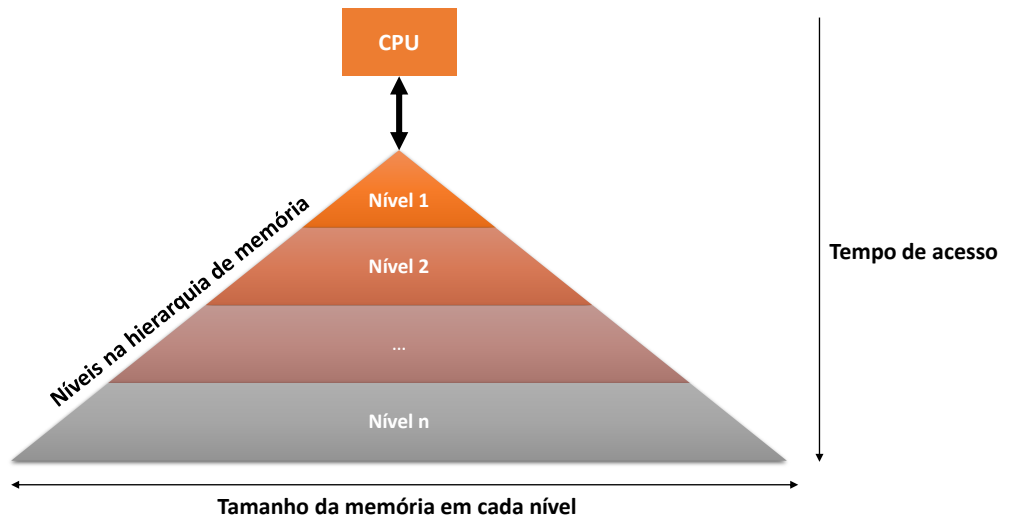 CPU
Níveis na hierarquia de memória
Nível 1
Nível 2
...
Nível n
Tempo de acesso
Tamanho da memória em cada nível